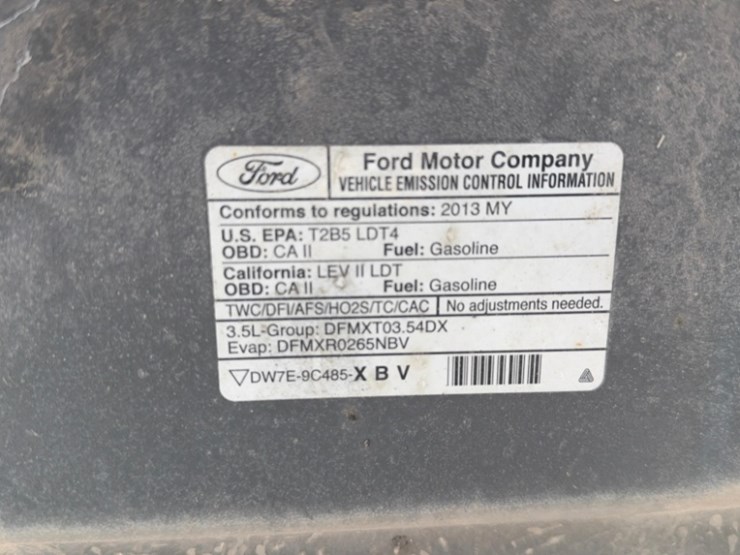 Ford
Ford Motor Company
VEHICLE EMISSION CONTROL INFORMATION
Conforms to regulations: 2013 MY
U.S. EPA: T2B5 LDT4
OBD: CA II Fuel: Gasoline
California: LEV II LDT
OBD: CA II Fuel: Gasoline
TWC/DFI/AFS/HO2S/TC/CAC No adjustments needed.
3.5L-Group: DFMXT03.54DX
Evap: DFMXR0265NBV
DW7E-9C485-X B V